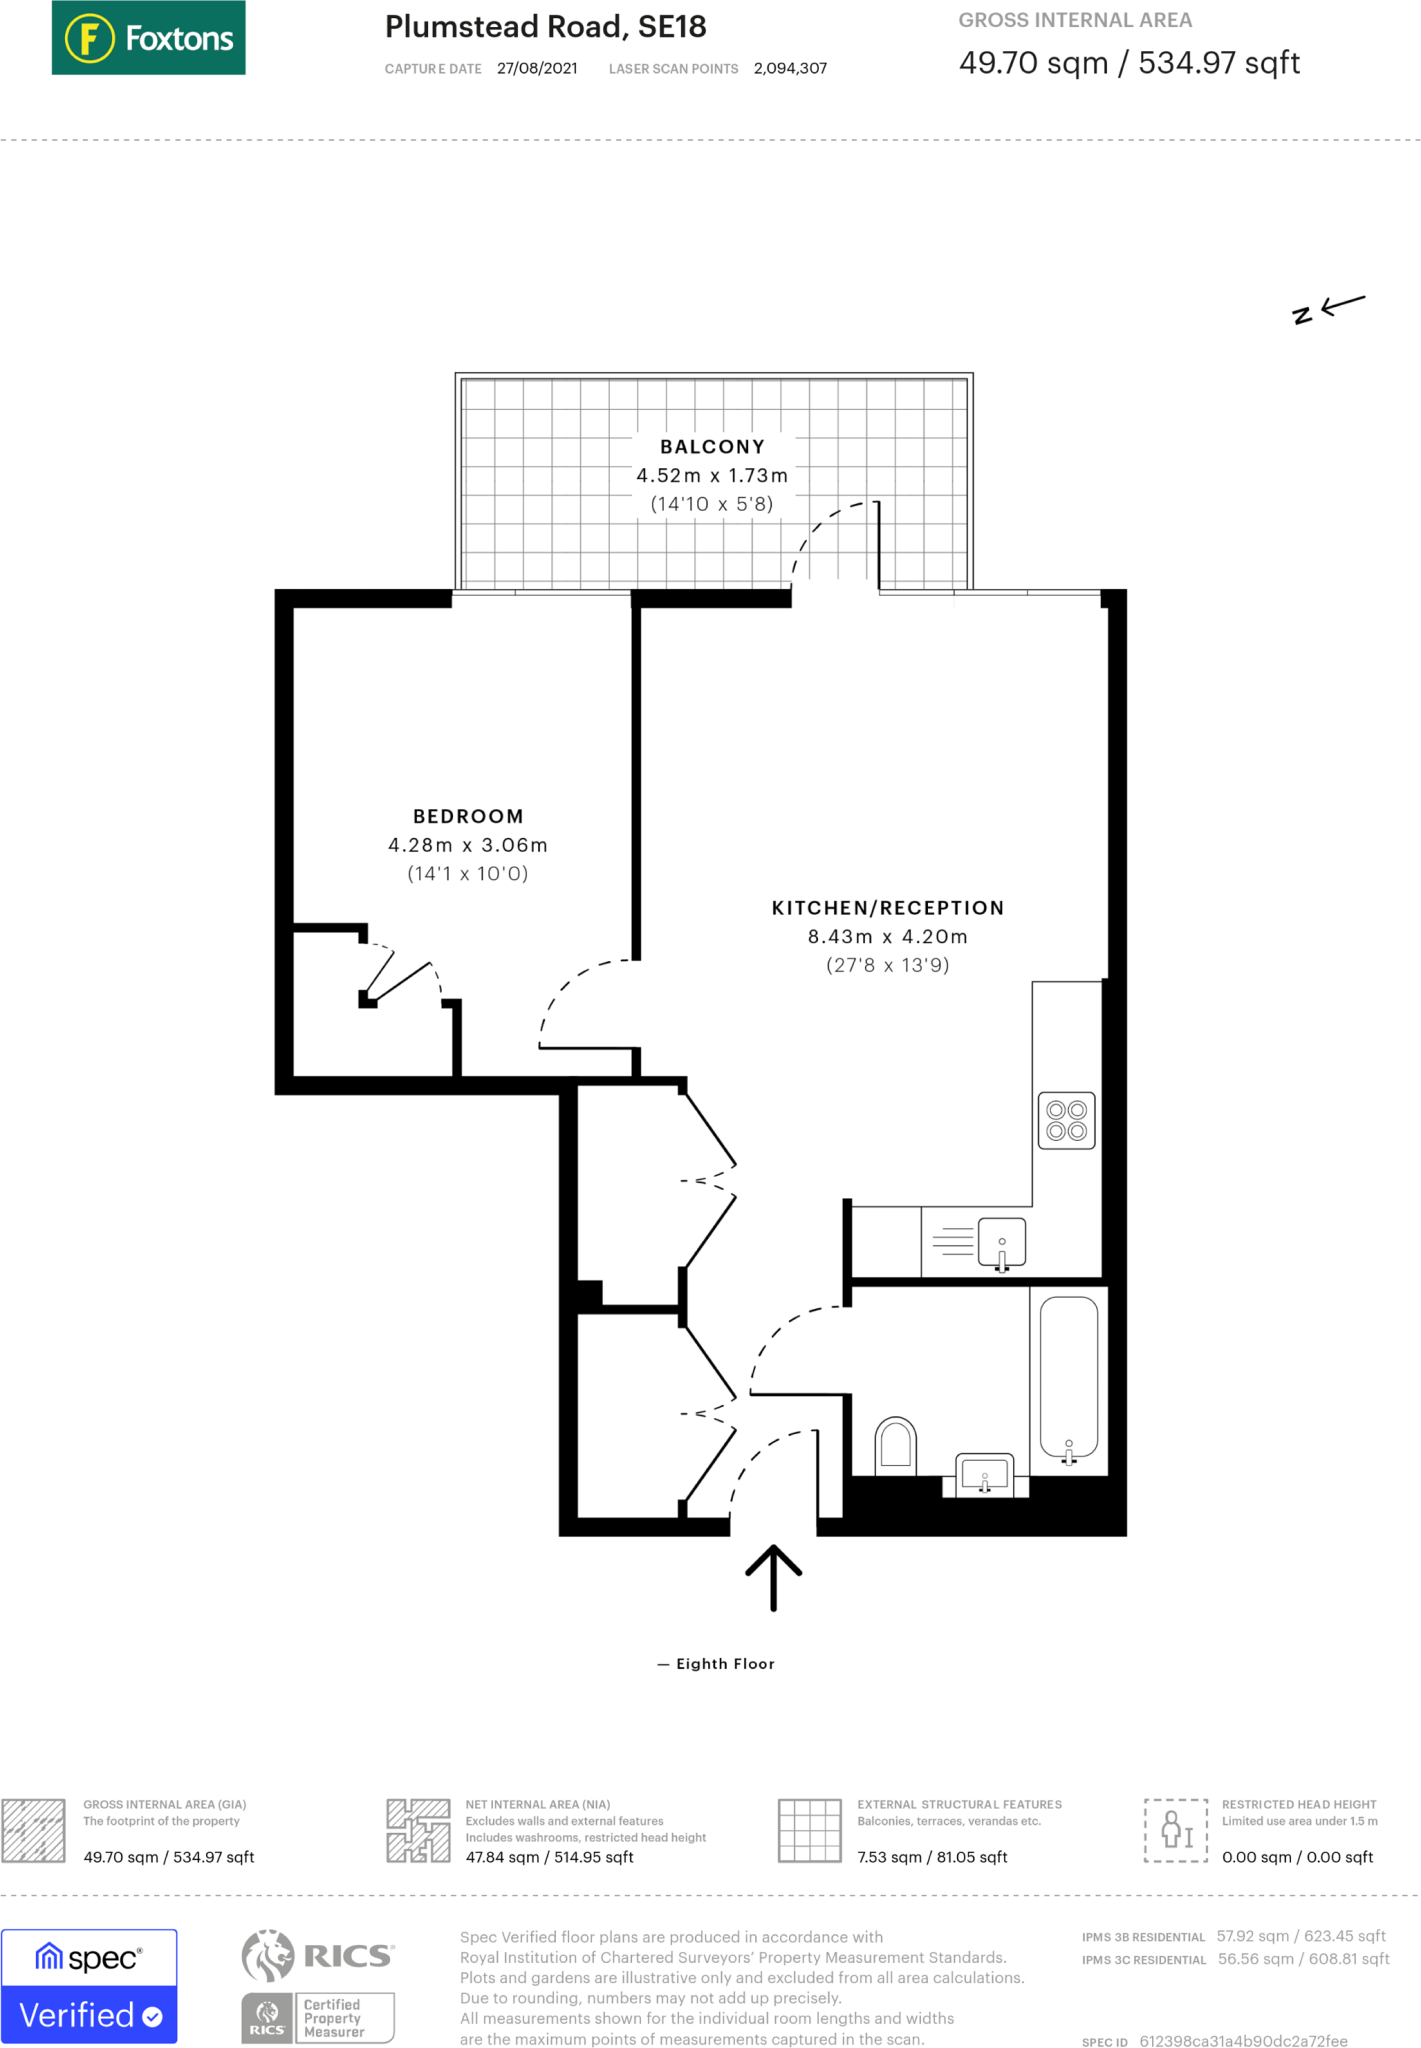 Foxtons
Plumstead Road, SE18
CAPTURE DATE 27/08/2021 LASER SCAN POINTS 2,094,307
GROSS INTERNAL AREA
49.70 sqm / 534.97 sqft
N
BALCONY
4.52m x 1.73m
(14'10 x 5'8)
BEDROOM
4.28m x 3.06m
(14'1 x 10'0)
KITCHEN/RECEPTION
8.43m x 4.20m
(27'8 x 13'9)
— Eighth Floor
GROSS INTERNAL AREA (GIA)
The footprint of the property
49.70 sqm / 534.97 sqft
NET INTERNAL AREA (NIA)
Excludes walls and external features
Includes washrooms, restricted head height
47.84 sqm / 514.95 sqft
EXTERNAL STRUCTURAL FEATURES
Balconies, terraces, verandas etc.
7.53 sqm / 81.05 sqft
RESTRICTED HEAD HEIGHT
Limited use area under 1.5 m
0.00 sqm / 0.00 sqft
spec®
Verified
RICS®
RICS
Certified
Property
Measurer
Spec Verified floor plans are produced in accordance with
Royal Institution of Chartered Surveyors’ Property Measurement Standards.
Plots and gardens are illustrative only and excluded from all area calculations.
Due to rounding, numbers may not add up precisely.
All measurements shown for the individual room lengths and widths
are the maximum points of measurements captured in the scan.
IPMS 3B RESIDENTIAL 57.92 sqm / 623.45 sqft
IPMS 3C RESIDENTIAL 56.56 sqm / 608.81 sqft
SPEC ID 612398ca31a4b90dc2a72fee